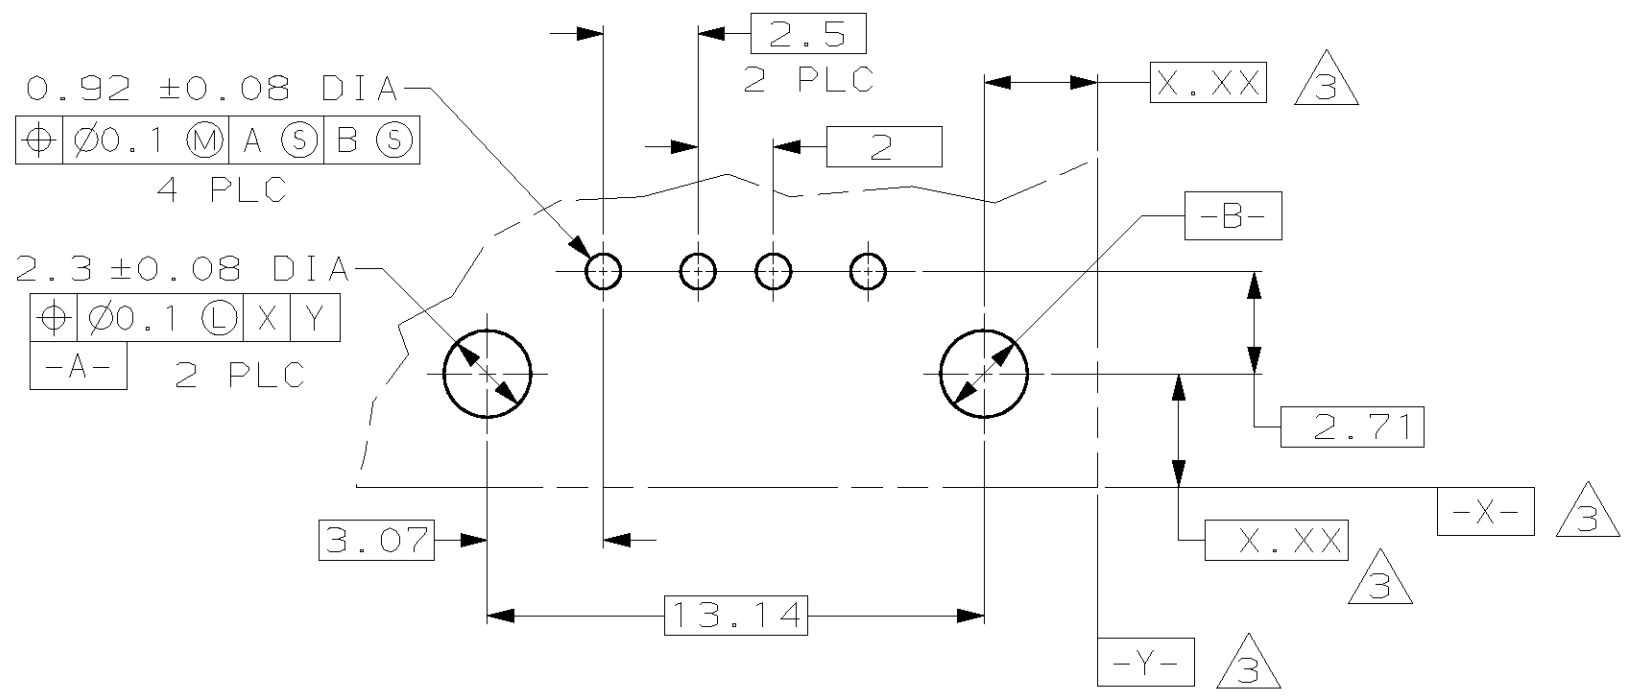 2.5
2 PLC
X.XX 3
0.92 ±0.08 DIA
⌖ Ø0.1 Ⓜ A Ⓢ B Ⓢ
4 PLC
2
-B-
2.3 ±0.08 DIA
⌖ Ø0.1 Ⓛ X Y
-A- 2 PLC
2.71
-X- 3
3.07
X.XX
3
13.14
-Y- 3